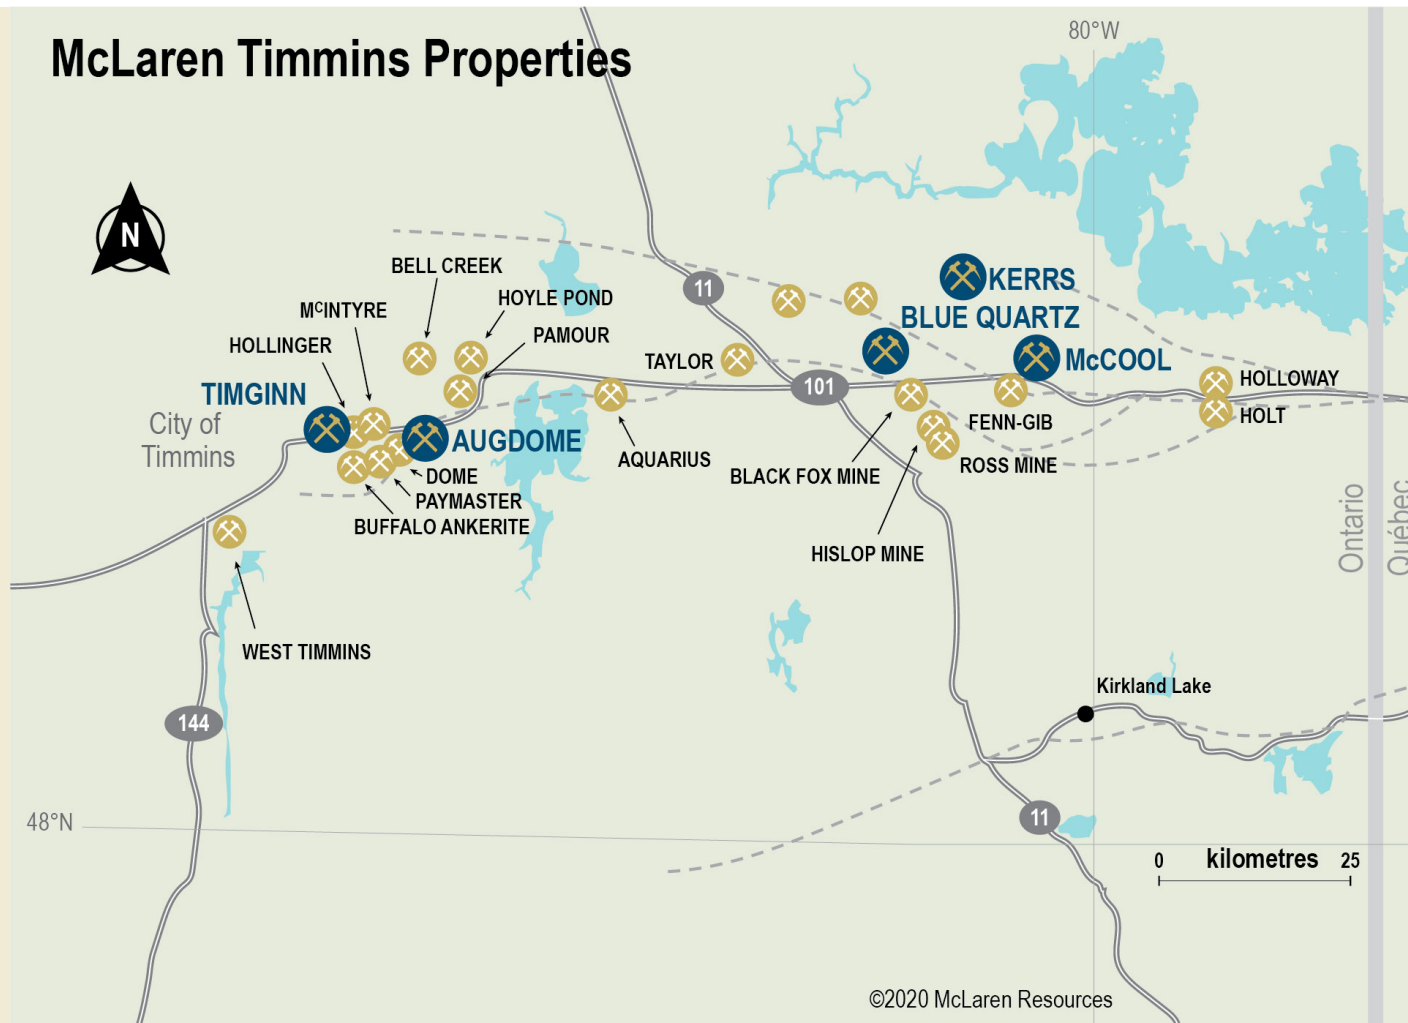 McLaren Timmins Properties
80°W
N
BELL CREEK
HOYLE POND
11
KERRS
MCINTYRE
BLUE QUARTZ
PAMOUR
HOLLINGER
TAYLOR
McCOOL
TIMGINN
101
HOLLOWAY
HOLT
City of
Timmins
AUGDOME
FENN-GIB
AQUARIUS
ROSS MINE
BLACK FOX MINE
DOME
PAYMASTER
BUFFALO ANKERITE
HISLOP MINE
Ontario
Québec
WEST TIMMINS
Kirkland Lake
144
48°N
11
0 kilometres 25
©2020 McLaren Resources